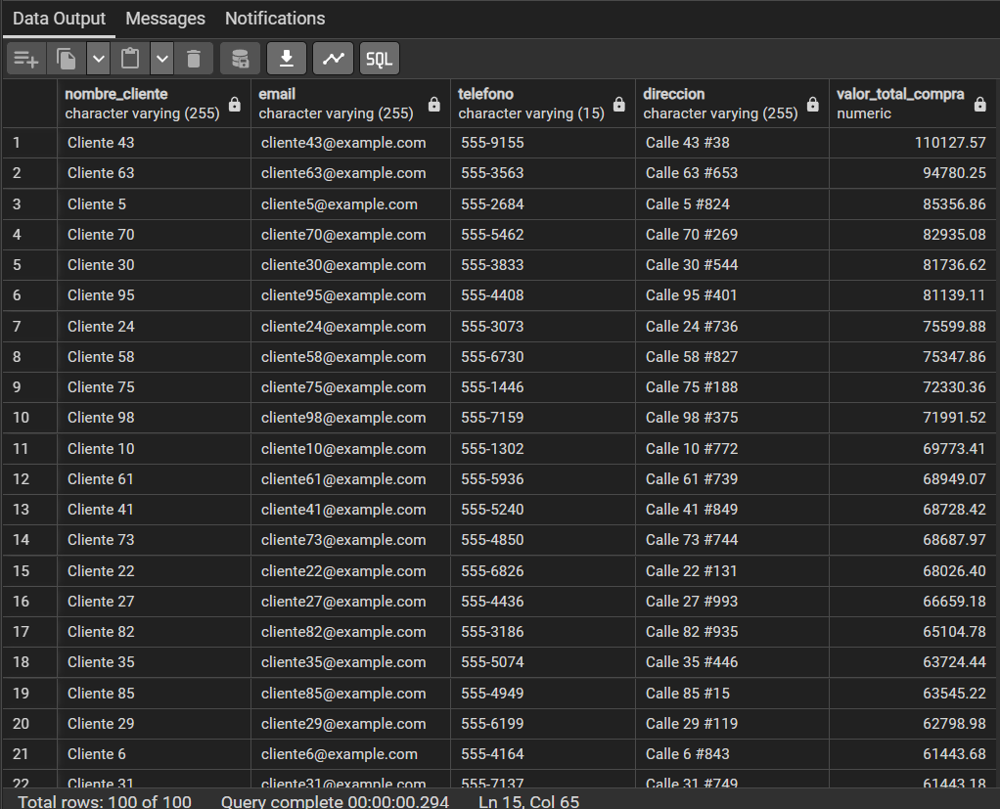 Data Output Messages Notifications
SQL
nombre_cliente email telefono direccion valor_total_compra
character varying (255) character varying (255) character varying (15) character varying (255) numeric
1 Cliente 43 cliente43@example.com 555-9155 Calle 43 #38 110127.57
2 Cliente 63 cliente63@example.com 555-3563 Calle 63 #653 94780.25
3 Cliente 5 cliente5@example.com 555-2684 Calle 5 #824 85356.86
4 Cliente 70 cliente70@example.com 555-5462 Calle 70 #269 82935.08
5 Cliente 30 cliente30@example.com 555-3833 Calle 30 #544 81736.62
6 Cliente 95 cliente95@example.com 555-4408 Calle 95 #401 81139.11
7 Cliente 24 cliente24@example.com 555-3073 Calle 24 #736 75599.88
8 Cliente 58 cliente58@example.com 555-6730 Calle 58 #827 75347.86
9 Cliente 75 cliente75@example.com 555-1446 Calle 75 #188 72330.36
10 Cliente 98 cliente98@example.com 555-7159 Calle 98 #375 71991.52
11 Cliente 10 cliente10@example.com 555-1302 Calle 10 #772 69773.41
12 Cliente 61 cliente61@example.com 555-5936 Calle 61 #739 68949.07
13 Cliente 41 cliente41@example.com 555-5240 Calle 41 #849 68728.42
14 Cliente 73 cliente73@example.com 555-4850 Calle 73 #744 68687.97
15 Cliente 22 cliente22@example.com 555-6826 Calle 22 #131 68026.40
16 Cliente 27 cliente27@example.com 555-4436 Calle 27 #993 66659.18
17 Cliente 82 cliente82@example.com 555-3186 Calle 82 #935 65104.78
18 Cliente 35 cliente35@example.com 555-5074 Calle 35 #446 63724.44
19 Cliente 85 cliente85@example.com 555-4949 Calle 85 #15 63545.22
20 Cliente 29 cliente29@example.com 555-6199 Calle 29 #119 62798.98
21 Cliente 6 cliente6@example.com 555-4164 Calle 6 #843 61443.68
22 Cliente 31 cliente31@example.com 555-7137 Calle 31 #749 61443.18
Total rows: 100 of 100 Query complete 00:00:00.294 Ln 15, Col 65